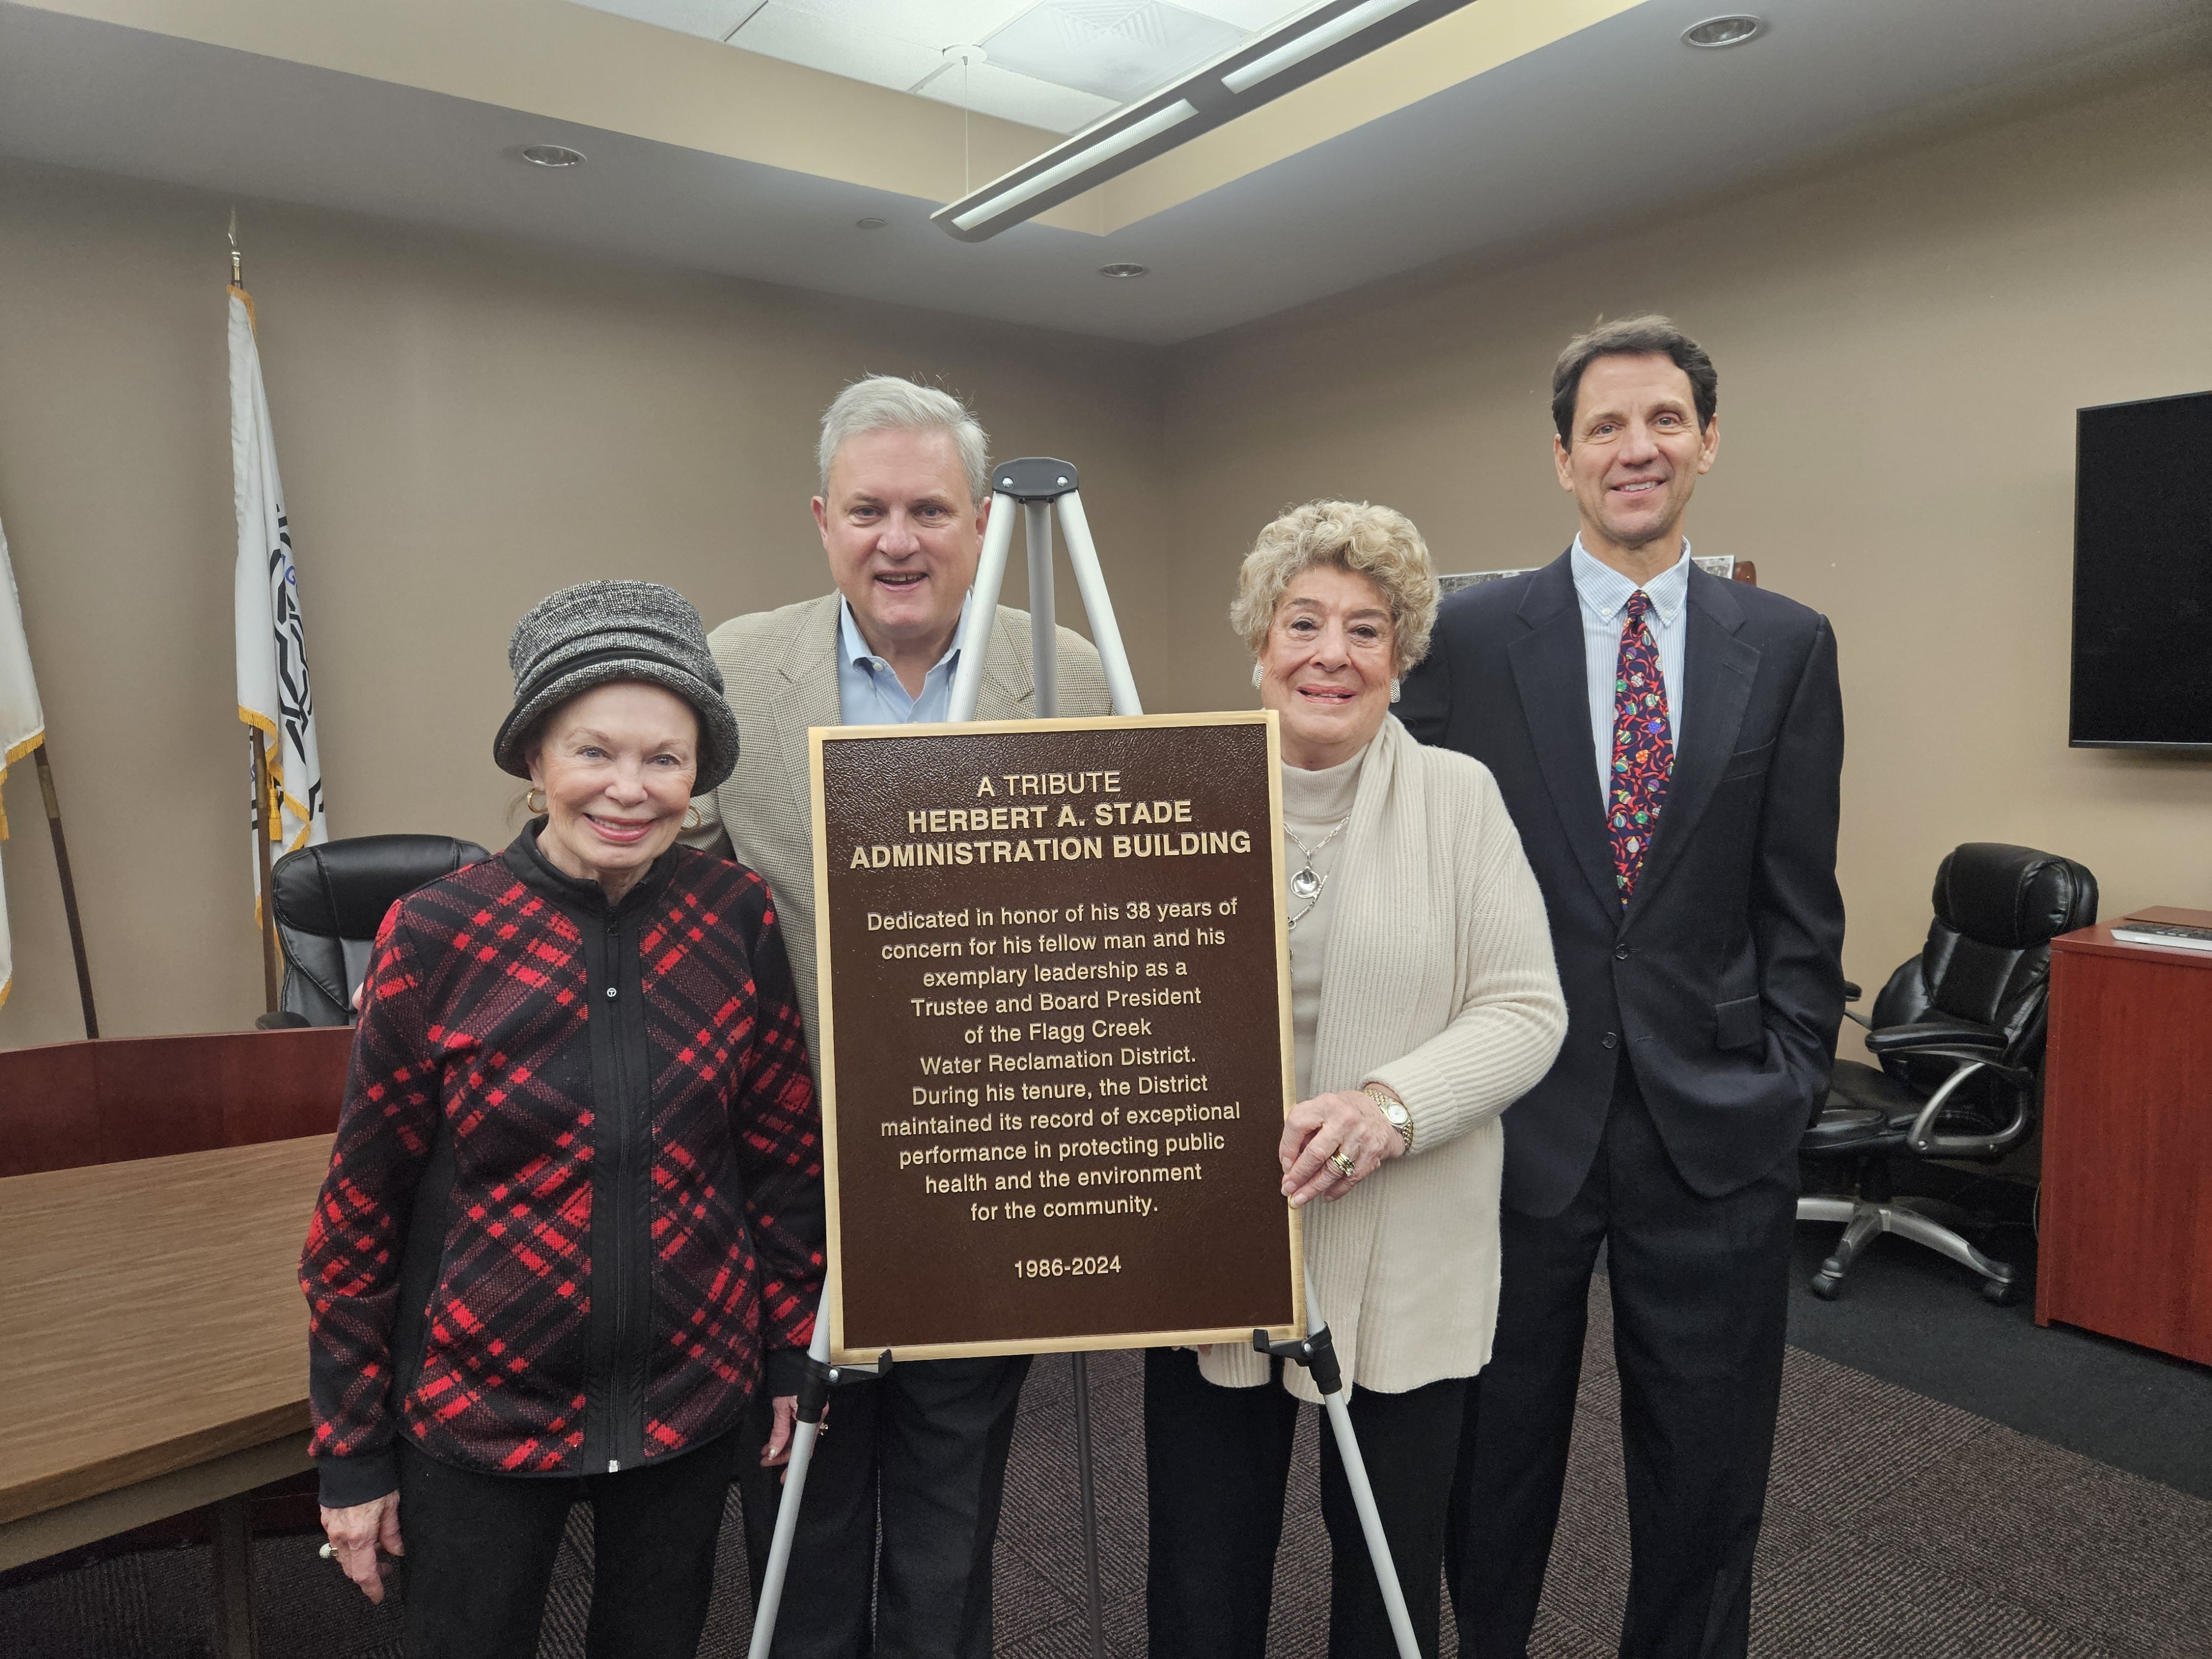 A TRIBUTE
HERBERT A. STADE
ADMINISTRATION BUILDING
Dedicated in honor of his 38 years of
concern for his fellow man and his
exemplary leadership as a
Trustee and Board President
of the Flagg Creek
Water Reclamation District.
During his tenure, the District
maintained its record of exceptional
performance in protecting public
health and the environment
for the community.
1986-2024